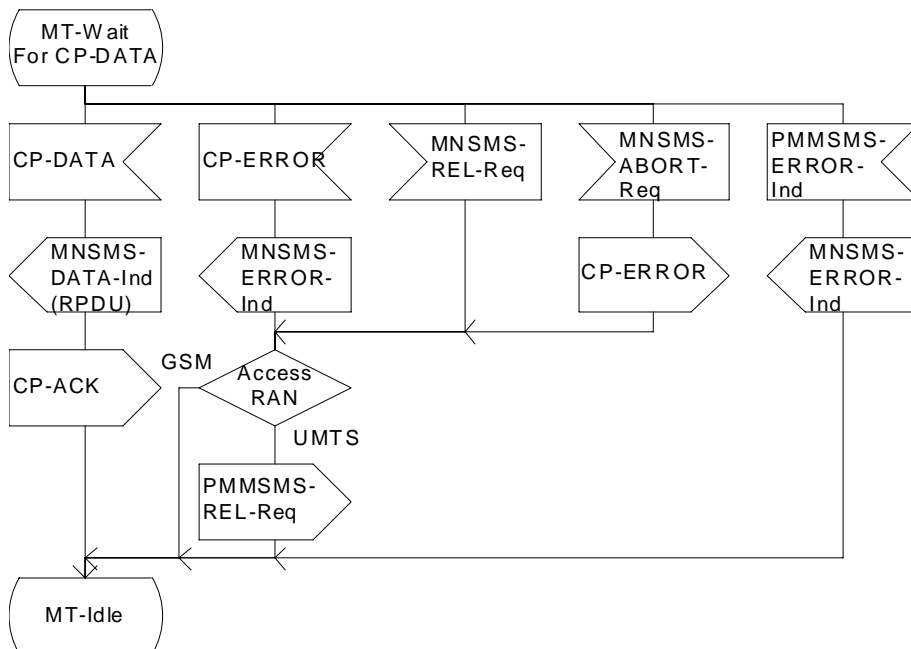 MT-Wait
For CP-DATA
CP-DATA
CP-ERROR
MNSMS-
REL-Req
MNSMS-
ABORT-
Req
PMMSMS-
ERROR-
Ind
MNSMS-
DATA-Ind
(RPDU)
MNSMS-
ERROR-
Ind
CP-ERROR
MNSMS-
ERROR-
Ind
CP-ACK
GSM
Access
RAN
UMTS
PMMSMS-
REL-Req
MT-Idle